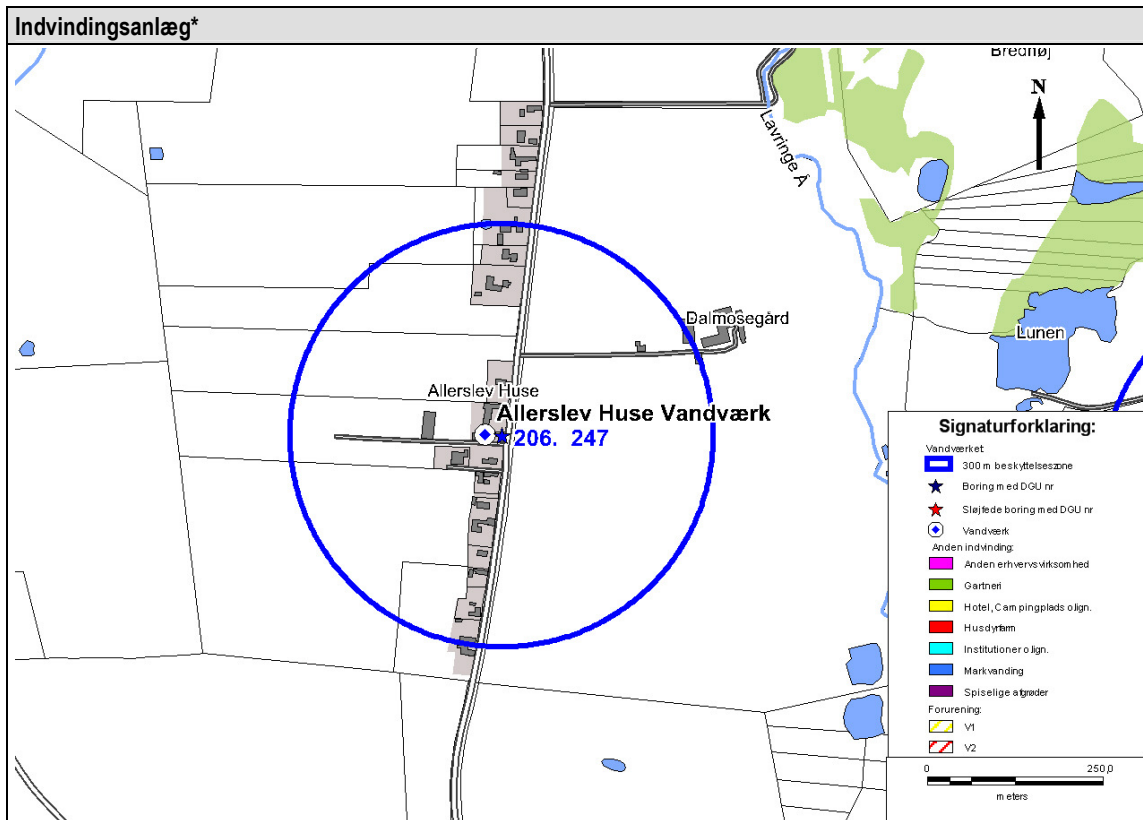 Indvindingsanlæg*
Brednøj
N
Lavringe Å
Dalmosegård
Lunen
Allerslev Huse
Allerslev Huse Vandværk
206. 247
Signaturforklaring:
Vandværket
300 m beskyttelseszone
Boring med DGU nr
Sløjfede boring med DGU nr
Vandværk
Anden indvinding:
Anden erhvervsvirksomhed
Gartneri
Hotel, Campingplads o.lign.
Husdyrfarm
Institutioner o.lign.
Markvanding
Spiselige afgrøder
Forurening:
V1
V2
0 250,0
meters